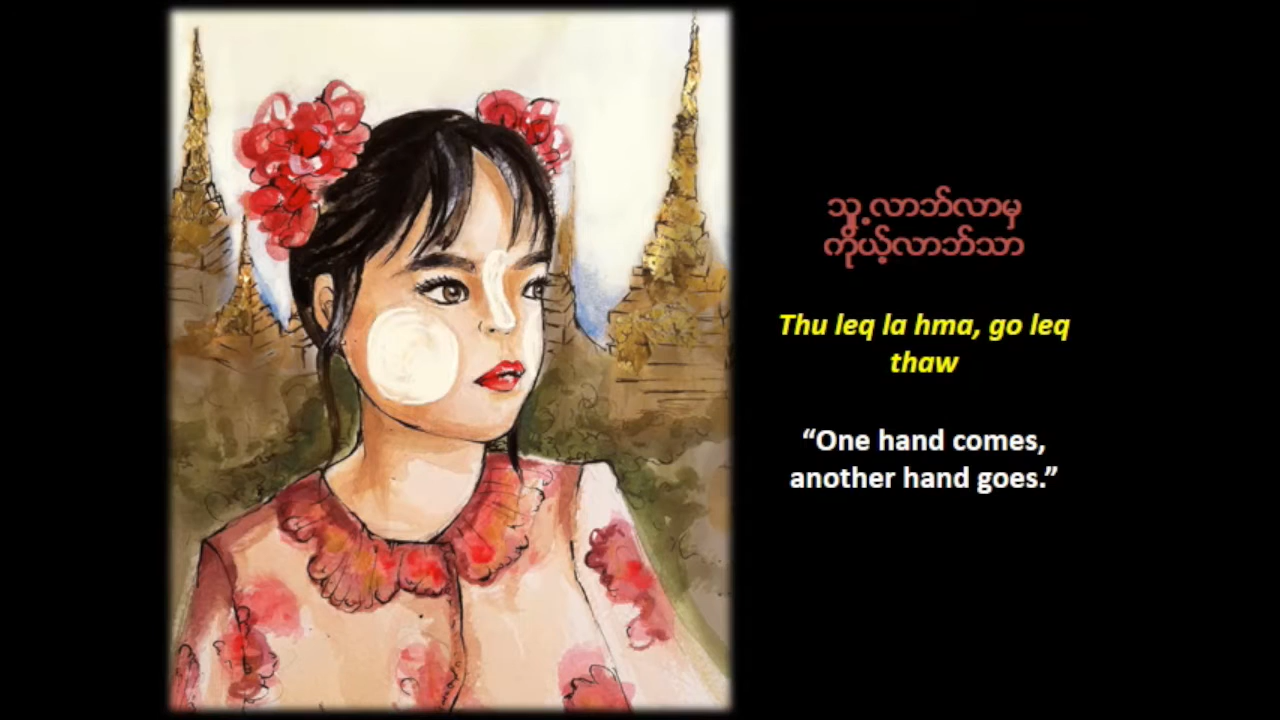 သူ့လာဘ်လာမှ
ကိုယ့်လာဘ်သာ
Thu leq la hma, go leq
thaw
“One hand comes,
another hand goes.”